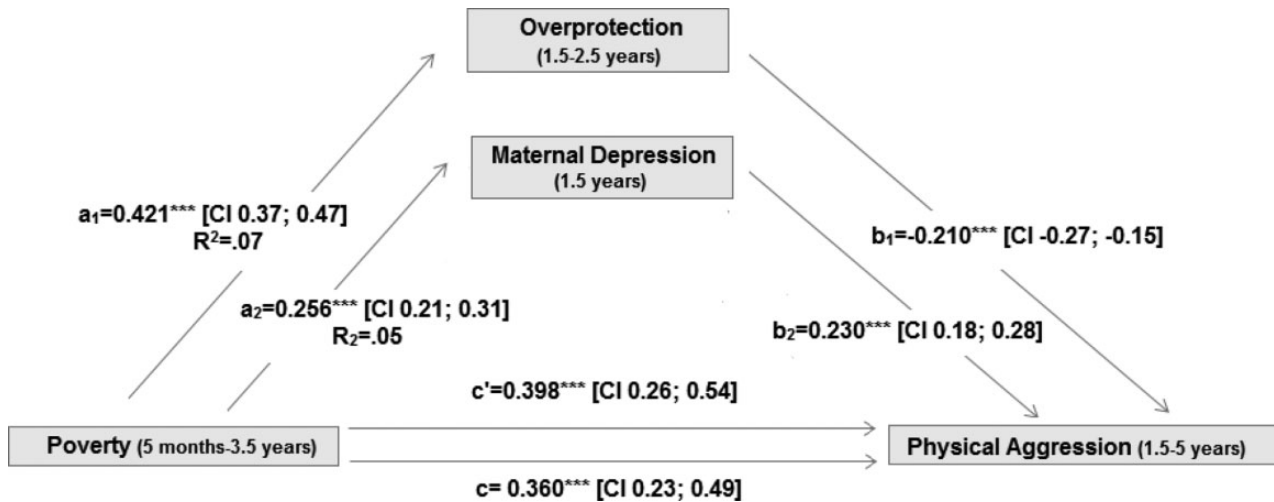 Overprotection
(1.5-2.5 years)
Maternal Depression
(1.5 years)
a₁=0.421*** [CI 0.37; 0.47]
R²=.07
b₁=-0.210*** [CI -0.27; -0.15]
a₂=0.256*** [CI 0.21; 0.31]
R₂=.05
b₂=0.230*** [CI 0.18; 0.28]
c'=0.398*** [CI 0.26; 0.54]
Poverty (5 months-3.5 years)
Physical Aggression (1.5-5 years)
c= 0.360*** [CI 0.23; 0.49]